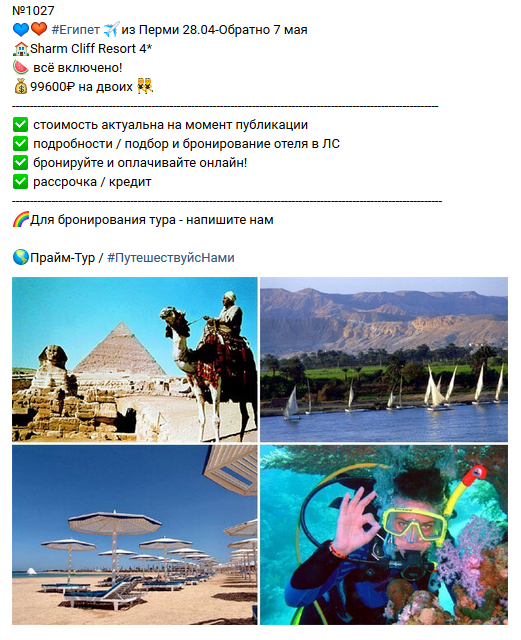 №1027
💙🧡 #Египет ✈️ из Перми 28.04-Обратно 7 мая
🏠Sharm Cliff Resort 4*
🍉 всё включено!
💰99600₽ на двоих 👯
--------------------------------------------------------------------------------
✅ стоимость актуальна на момент публикации
✅ подробности / подбор и бронирование отеля в ЛС
✅ бронируйте и оплачивайте онлайн!
✅ рассрочка / кредит
--------------------------------------------------------------------------------
🌈Для бронирования тура - напишите нам
🌎Прайм-Тур / #ПутешествуйсНами